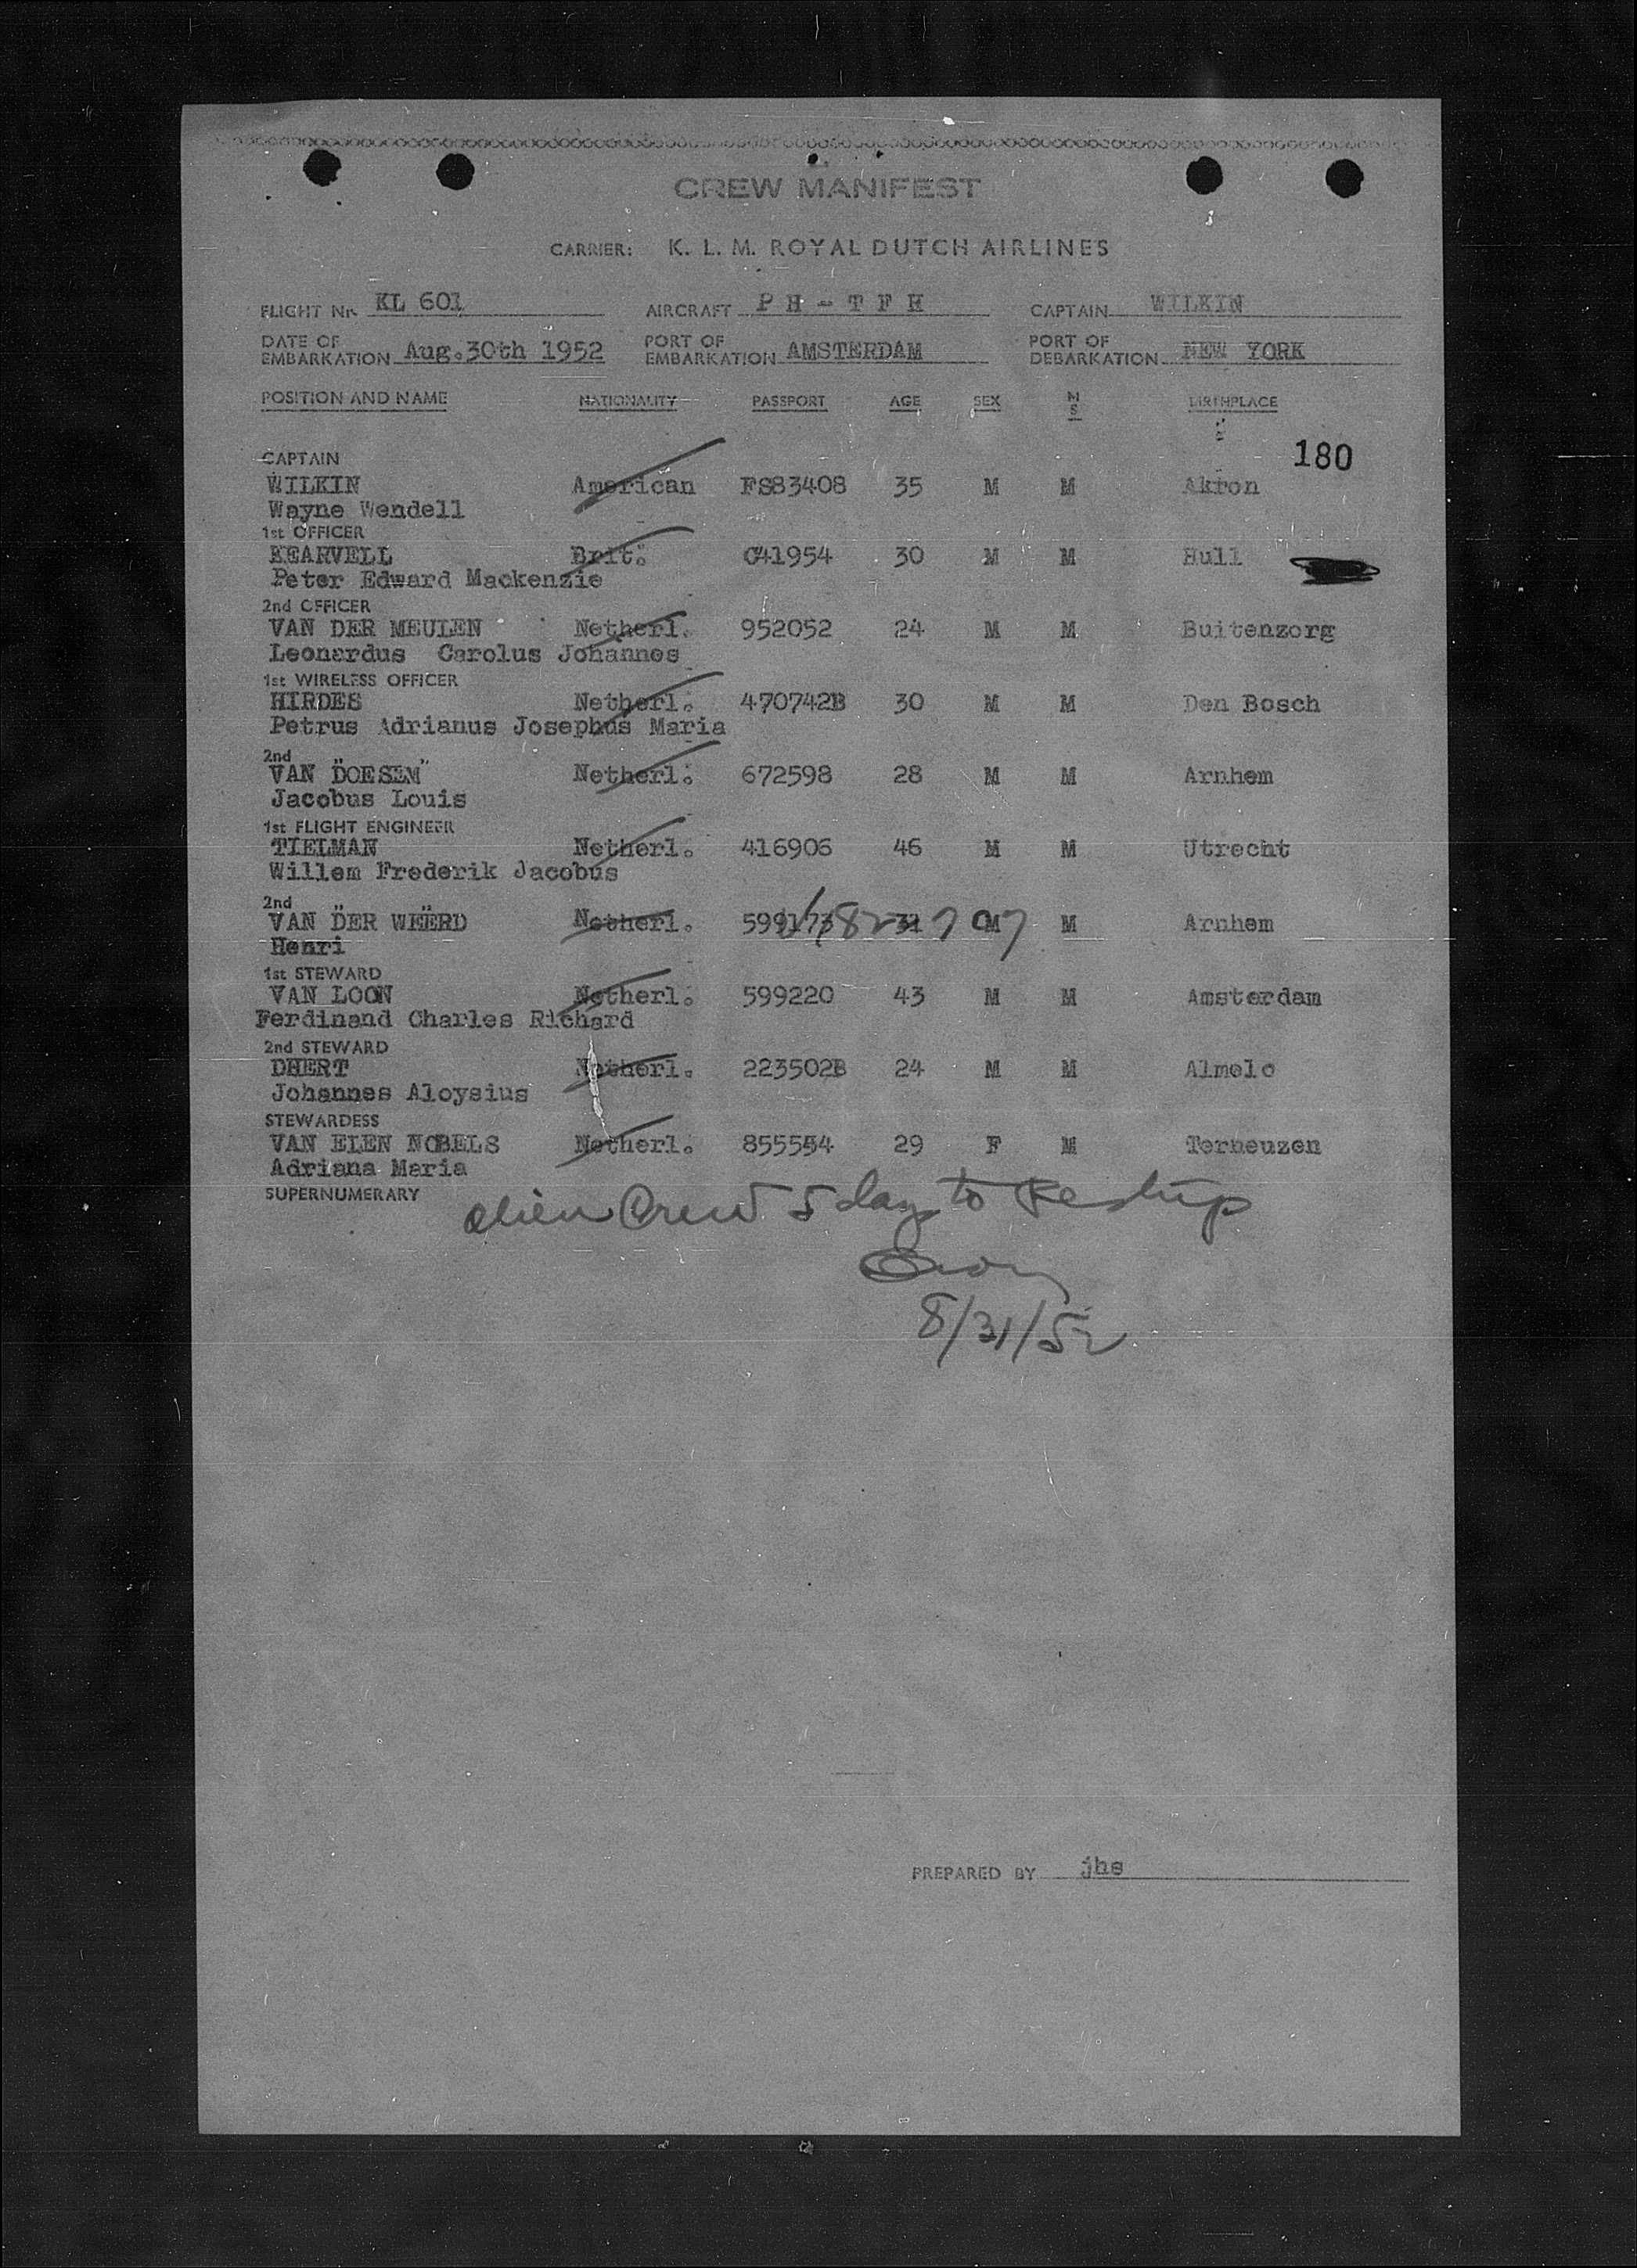 CREW MANIFEST
CARRIER: K. L. M. ROYAL DUTCH AIRLINES
FLIGHT Nr. KL 601 AIRCRAFT PH-TFH CAPTAIN WILKIN
DATE OF EMBARKATION Aug.30th 1952 PORT OF EMBARKATION AMSTERDAM PORT OF DEBARKATION NEW YORK
POSITION AND NAME NATIONALITY PASSPORT AGE SEX M S BIRTHPLACE
180
CAPTAIN
WILKIN American 35 M M Akron
Wayne Wendell
1st OFFICER
KEARVELL Brit. C41954 30 M M Hull
Peter Edward Mackenzie
2nd OFFICER
VAN DER MEULEN Netherl. 952052 24 M M Buitenzorg
Leonardus Carolus Johannes
1st WIRELESS OFFICER
HIRDES Netherl. 470742B 30 M M Den Bosch
Petrus Adrianus Josephus Maria
2nd " "
VAN DOESEM Netherl. 672598 28 M M Arnhem
Jacobus Louis
1st FLIGHT ENGINEER
TIELMAN Netherl. 416906 46 M M Utrecht
Willem Frederik Jacobus
2nd " "
VAN DER WEERD Netherl. 599173 M M Arnhem
Henri
1st STEWARD
VAN LOON Netherl. 599220 43 M M Amsterdam
Ferdinand Charles Richard
2nd STEWARD
DHERT Netherl. 223502B 24 M M Almelo
Johannes Aloysius
STEWARDESS
VAN ELEN NOBELS Netherl. 855554 29 F M Terneuzen
Adriana Maria
SUPERNUMERARY
Alien Crew 5 days to Reship
8/31/52
PREPARED BY jhs